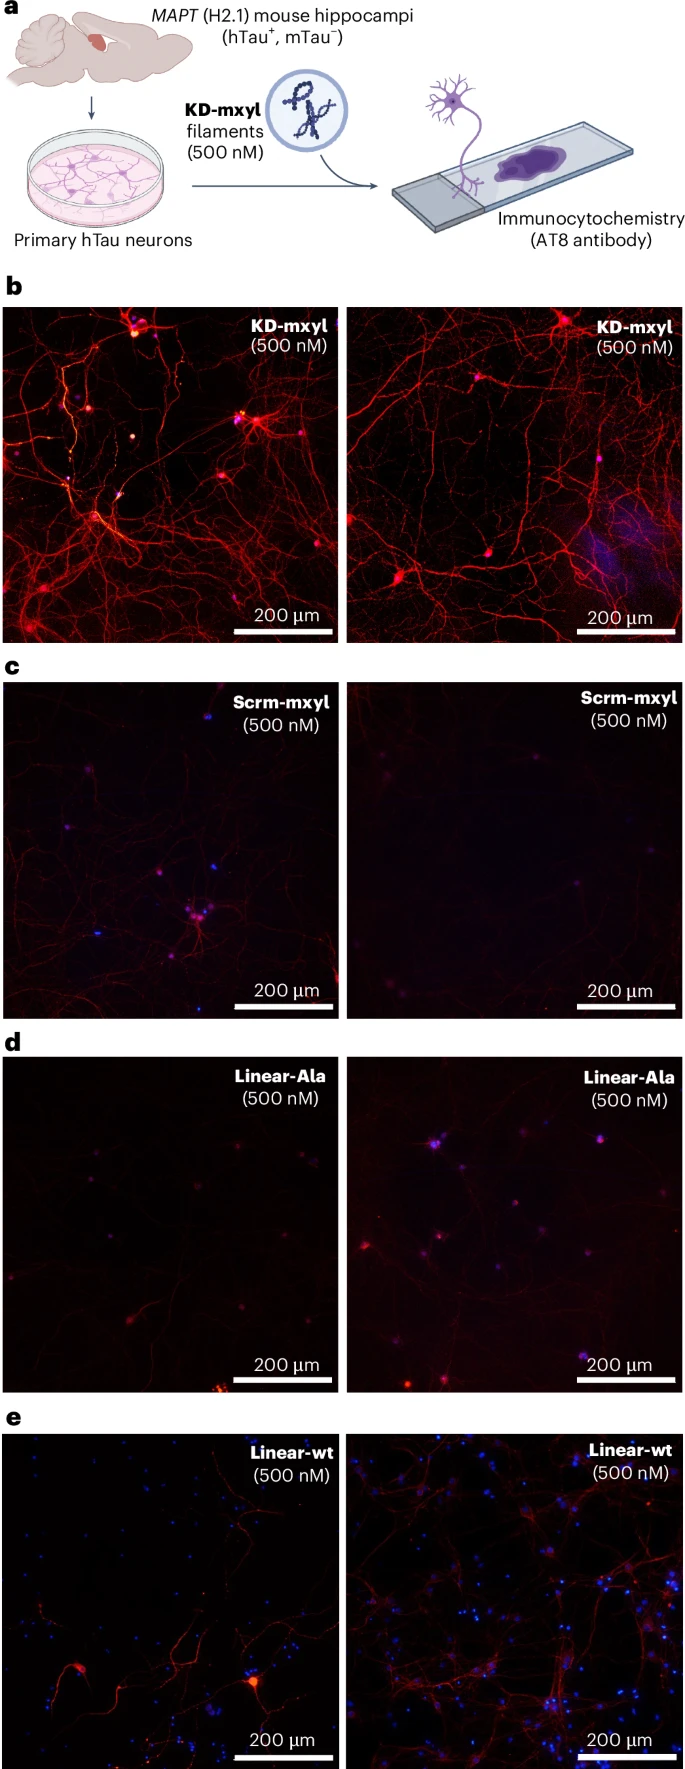 a
MAPT (H2.1) mouse hippocampi
(hTau⁺, mTau⁻)
KD-mxyl
filaments
(500 nM)
Primary hTau neurons
Immunocytochemistry
(AT8 antibody)
b
KD-mxyl
(500 nM)
200 µm
KD-mxyl
(500 nM)
200 µm
c
Scrm-mxyl
(500 nM)
200 µm
Scrm-mxyl
(500 nM)
200 µm
d
Linear-Ala
(500 nM)
200 µm
Linear-Ala
(500 nM)
200 µm
e
Linear-wt
(500 nM)
200 µm
Linear-wt
(500 nM)
200 µm